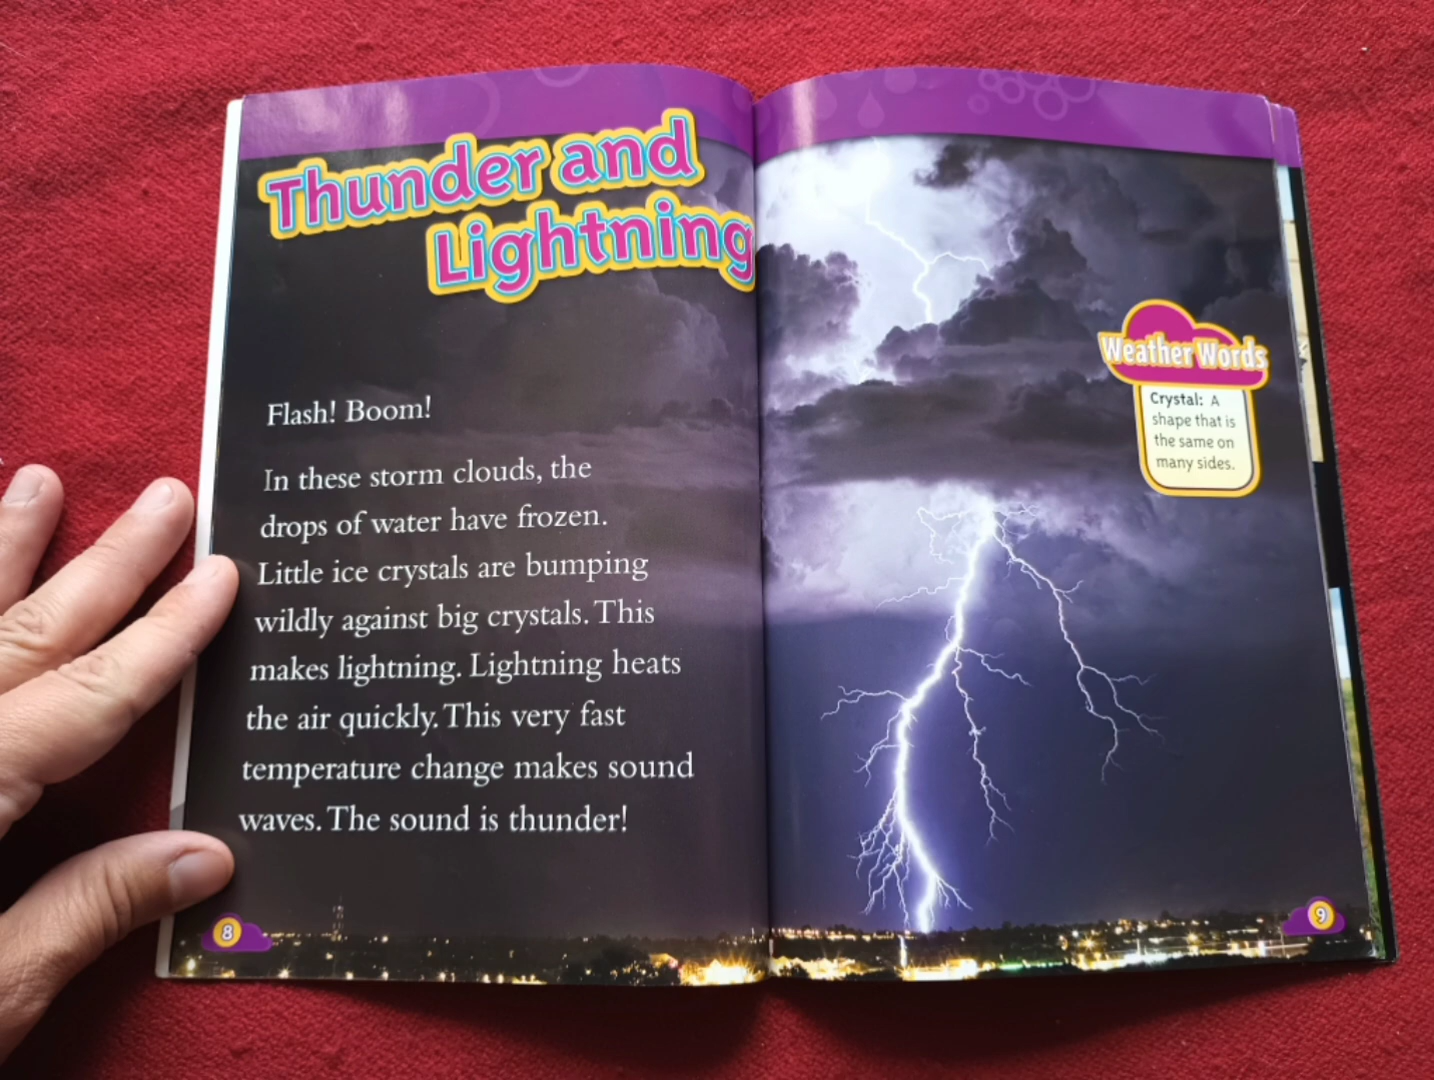 Thunder and
Lightning
Flash! Boom!
In these storm clouds, the
drops of water have frozen.
Little ice crystals are bumping
wildly against big crystals. This
makes lightning. Lightning heats
the air quickly. This very fast
temperature change makes sound
waves. The sound is thunder!
8
Weather Words
Crystal: A
shape that is
the same on
many sides.
9